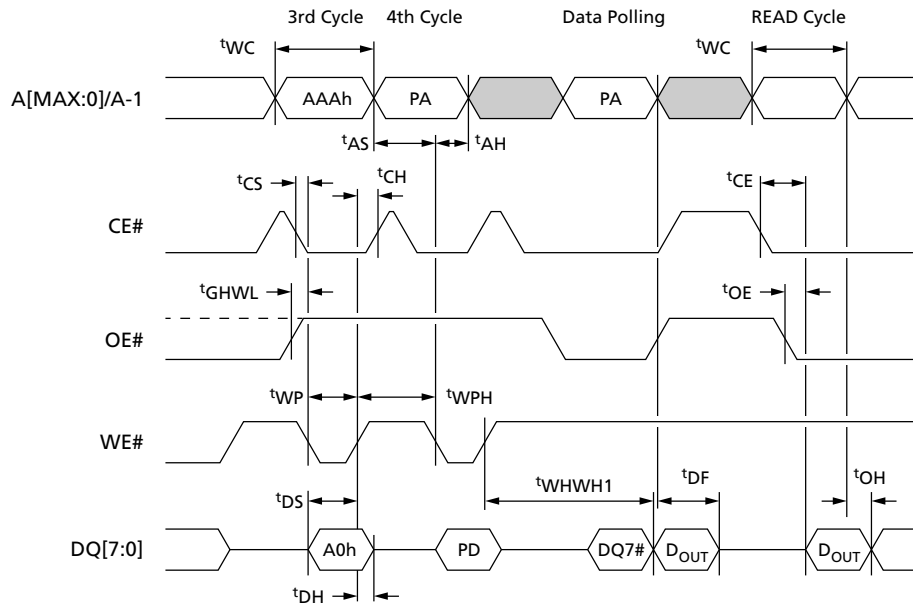 3rd Cycle 4th Cycle Data Polling READ Cycle
tWC tWC
A[MAX:0]/A-1 AAAh PA PA
tAS tAH
tCS tCH tCE
CE#
tGHWL tOE
OE#
tWP tWPH
WE#
tWHWH1 tDF tOH
tDS
DQ[7:0] A0h PD DQ7# DOUT DOUT
tDH